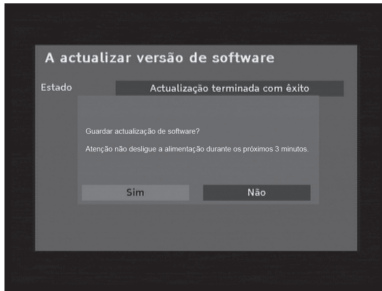 A actualizar versão de software
Estado Actualização terminada com êxito
Guardar actualização de software?
Atenção não desligue a alimentação durante os próximos 3 minutos.
Sim Não